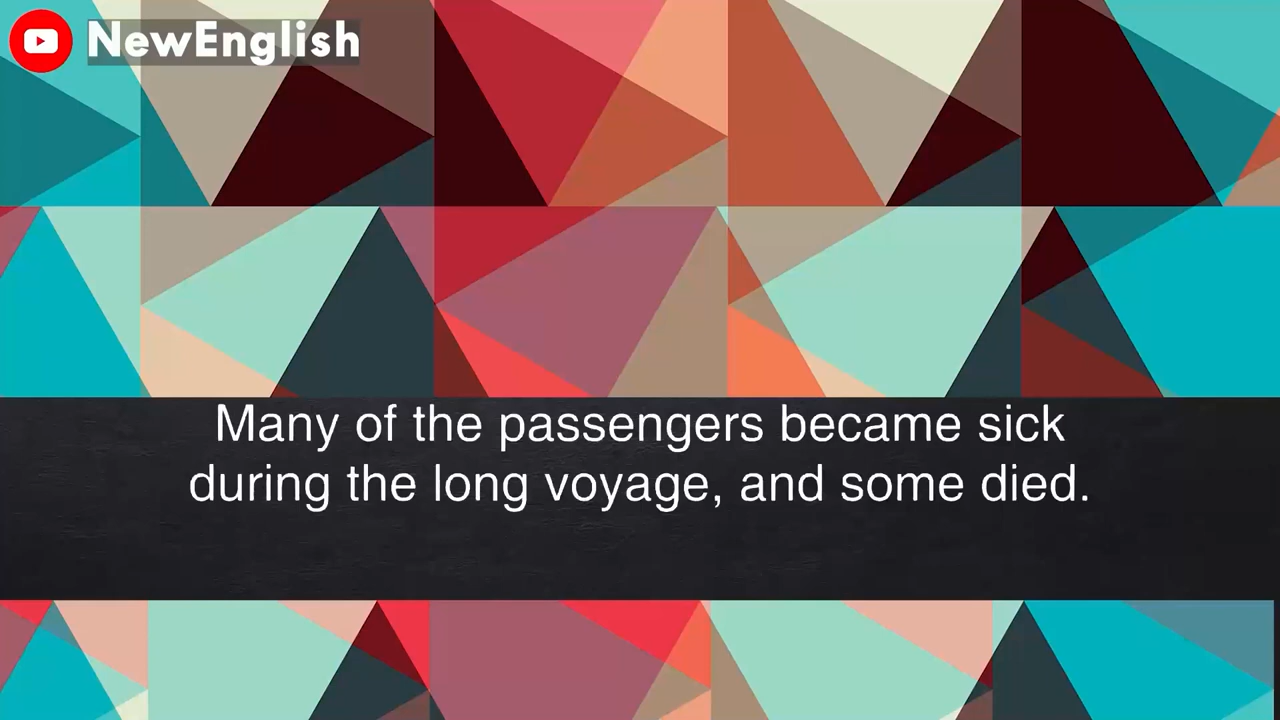 NewEnglish
Many of the passengers became sick
during the long voyage, and some died.